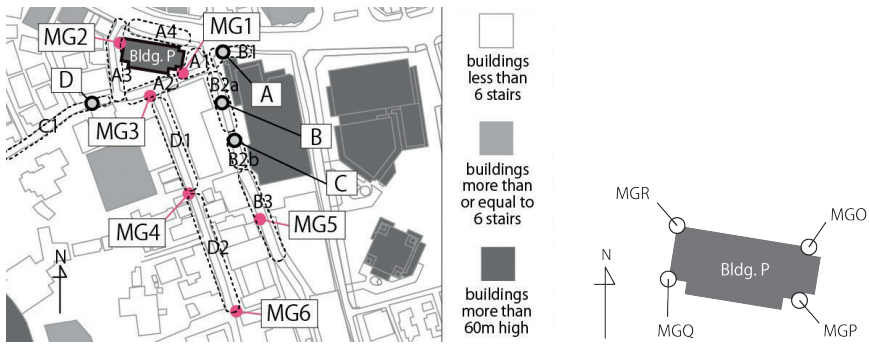 MG2
A4
MG1
Bldg. P
A1
B1
D
A3
A2
B2a
A
C1
MG3
D1
B
B2b
C
B3
MG4
MG5
D2
N
MG6
buildings
less than
6 stairs
buildings
more than
or equal to
6 stairs
buildings
more than
60m high
MGR
MGO
Bldg. P
N
MGQ
MGP